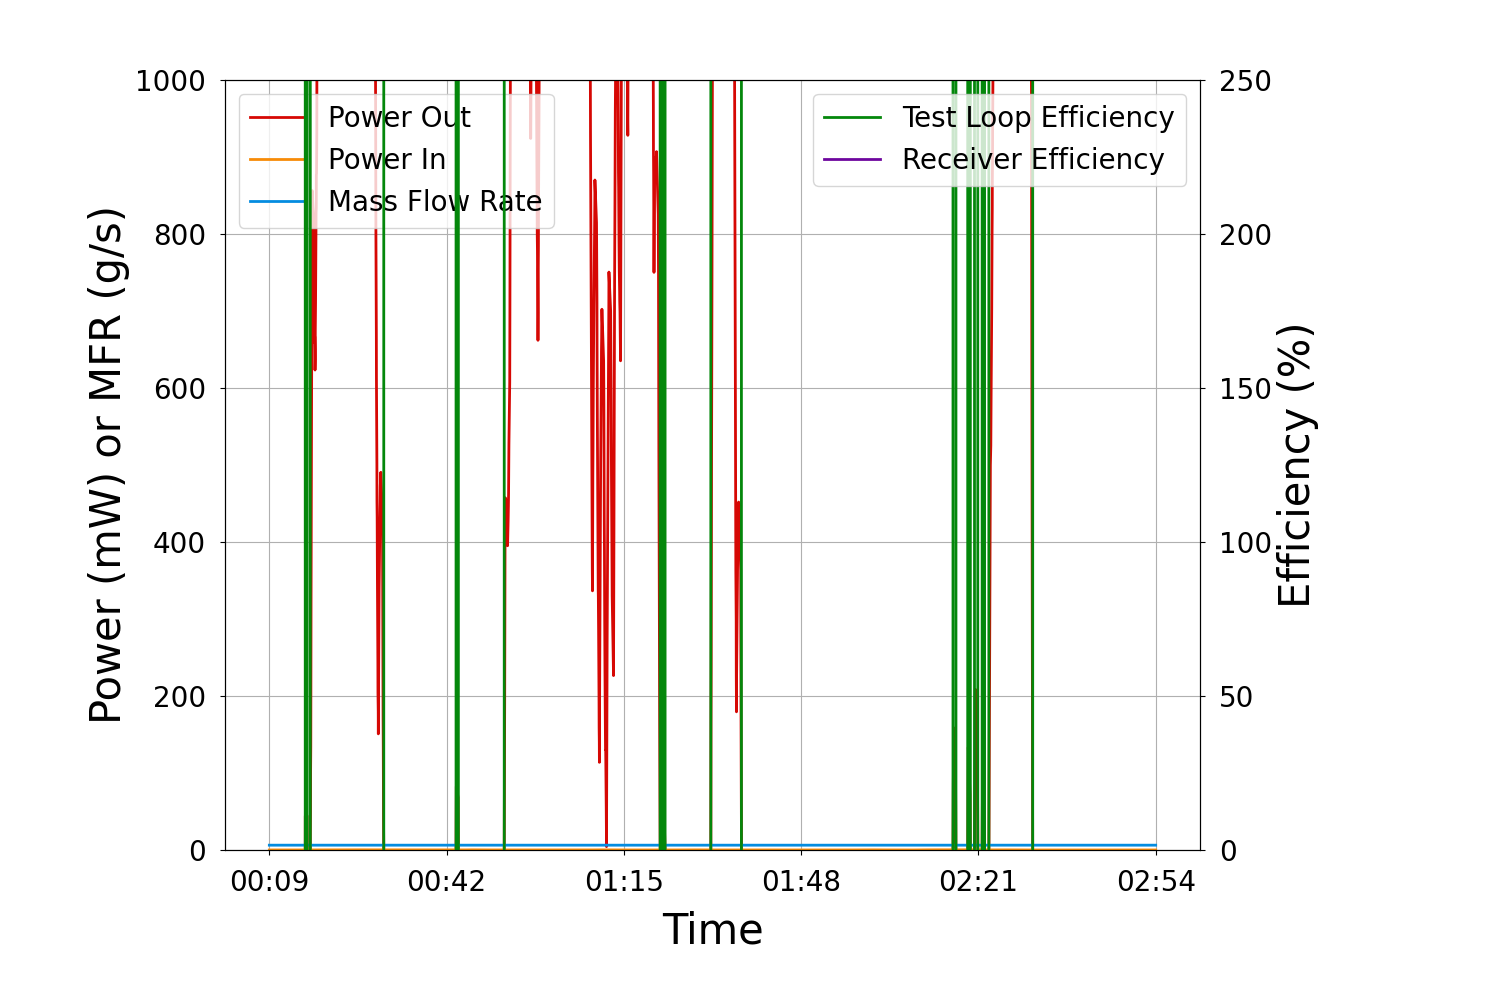 1000
800
600
400
200
0
Power (mW) or MFR (g/s)
Power Out
Power In
Mass Flow Rate
Test Loop Efficiency
Receiver Efficiency
250
200
150
100
50
0
Efficiency (%)
00:09 00:42 01:15 01:48 02:21 02:54
Time